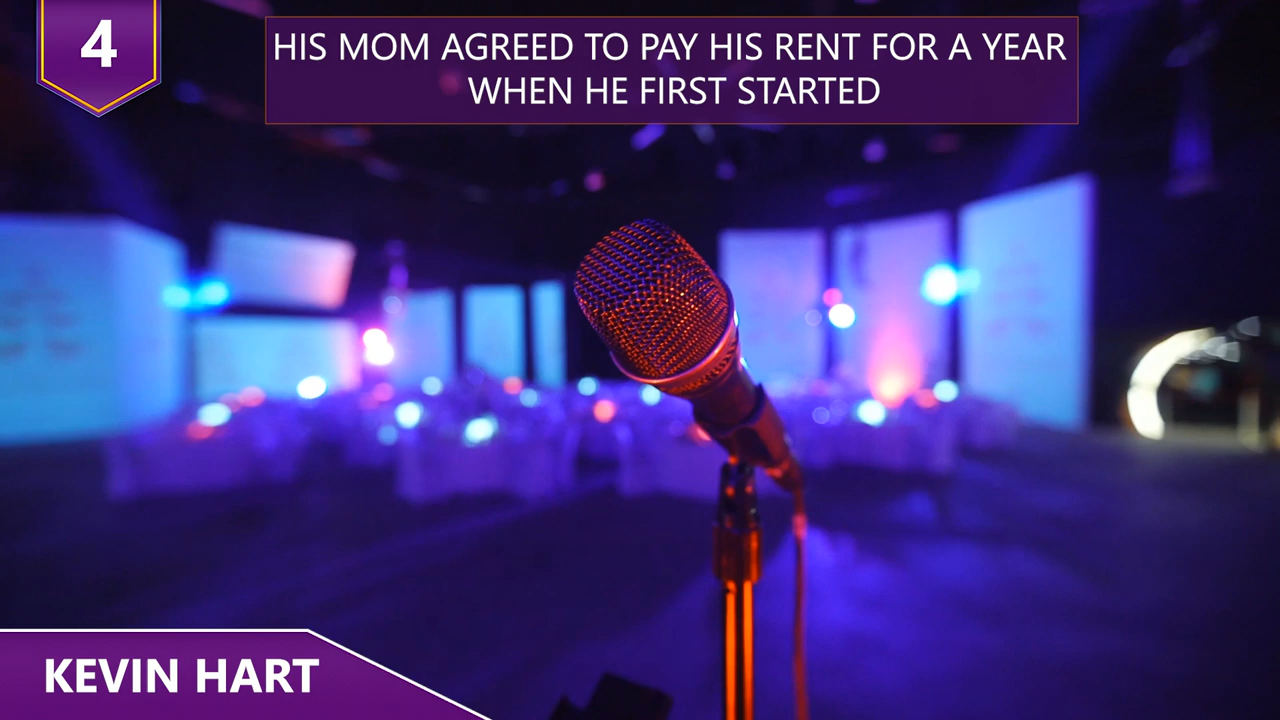 4
HIS MOM AGREED TO PAY HIS RENT FOR A YEAR
WHEN HE FIRST STARTED
KEVIN HART